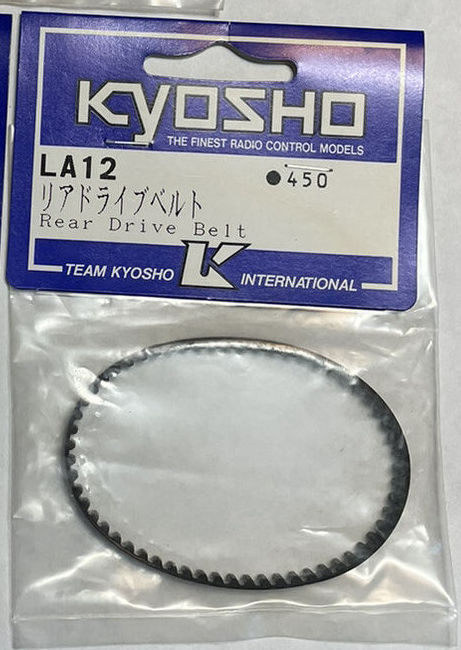 KYOSHO
THE FINEST RADIO CONTROL MODELS
LA12
●450
リアドライブベルト
Rear Drive Belt
TEAM KYOSHO K INTERNATIONAL